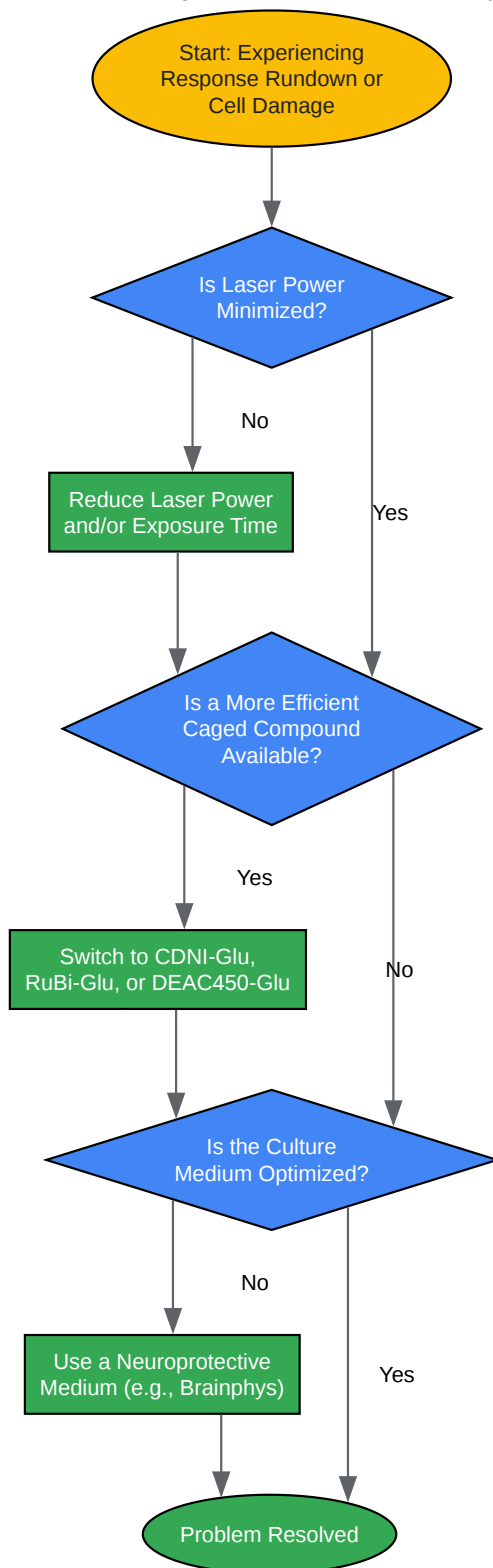 Start: Experiencing
Response Rundown or
Cell Damage
Is Laser Power
Minimized?
No
Reduce Laser Power
and/or Exposure Time
Yes
Is a More Efficient
Caged Compound
Available?
Yes
Switch to CDNI-Glu,
RuBi-Glu, or DEAC450-Glu
No
Is the Culture
Medium Optimized?
No
Use a Neuroprotective
Medium (e.g., Brainphys)
Yes
Problem Resolved